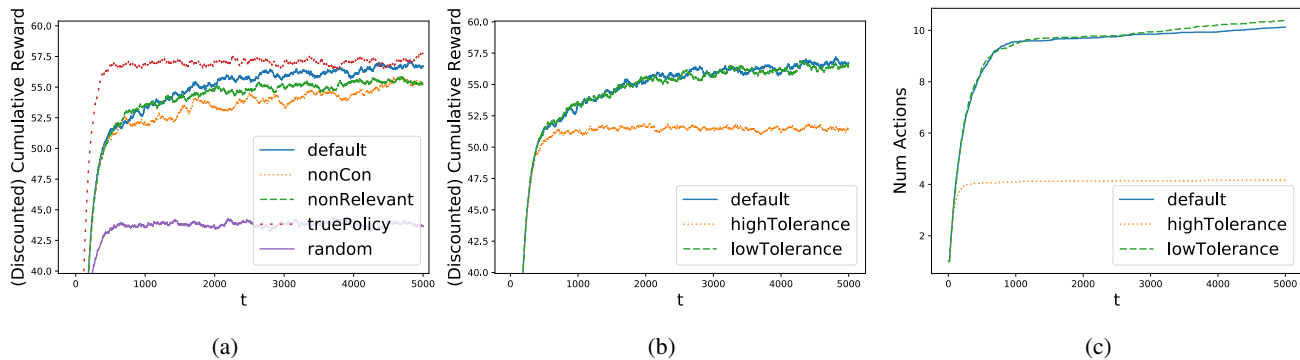 (Discounted) Cumulative Reward
60.0
57.5
55.0
52.5
50.0
47.5
45.0
42.5
40.0
0
1000
2000
3000
4000
5000
t
default
nonCon
nonRelevant
truePolicy
random
(a)
(Discounted) Cumulative Reward
60.0
57.5
55.0
52.5
50.0
47.5
45.0
42.5
40.0
0
1000
2000
3000
4000
5000
t
default
highTolerance
lowTolerance
(b)
Num Actions
10
8
6
4
2
0
1000
2000
3000
4000
5000
t
default
highTolerance
lowTolerance
(c)